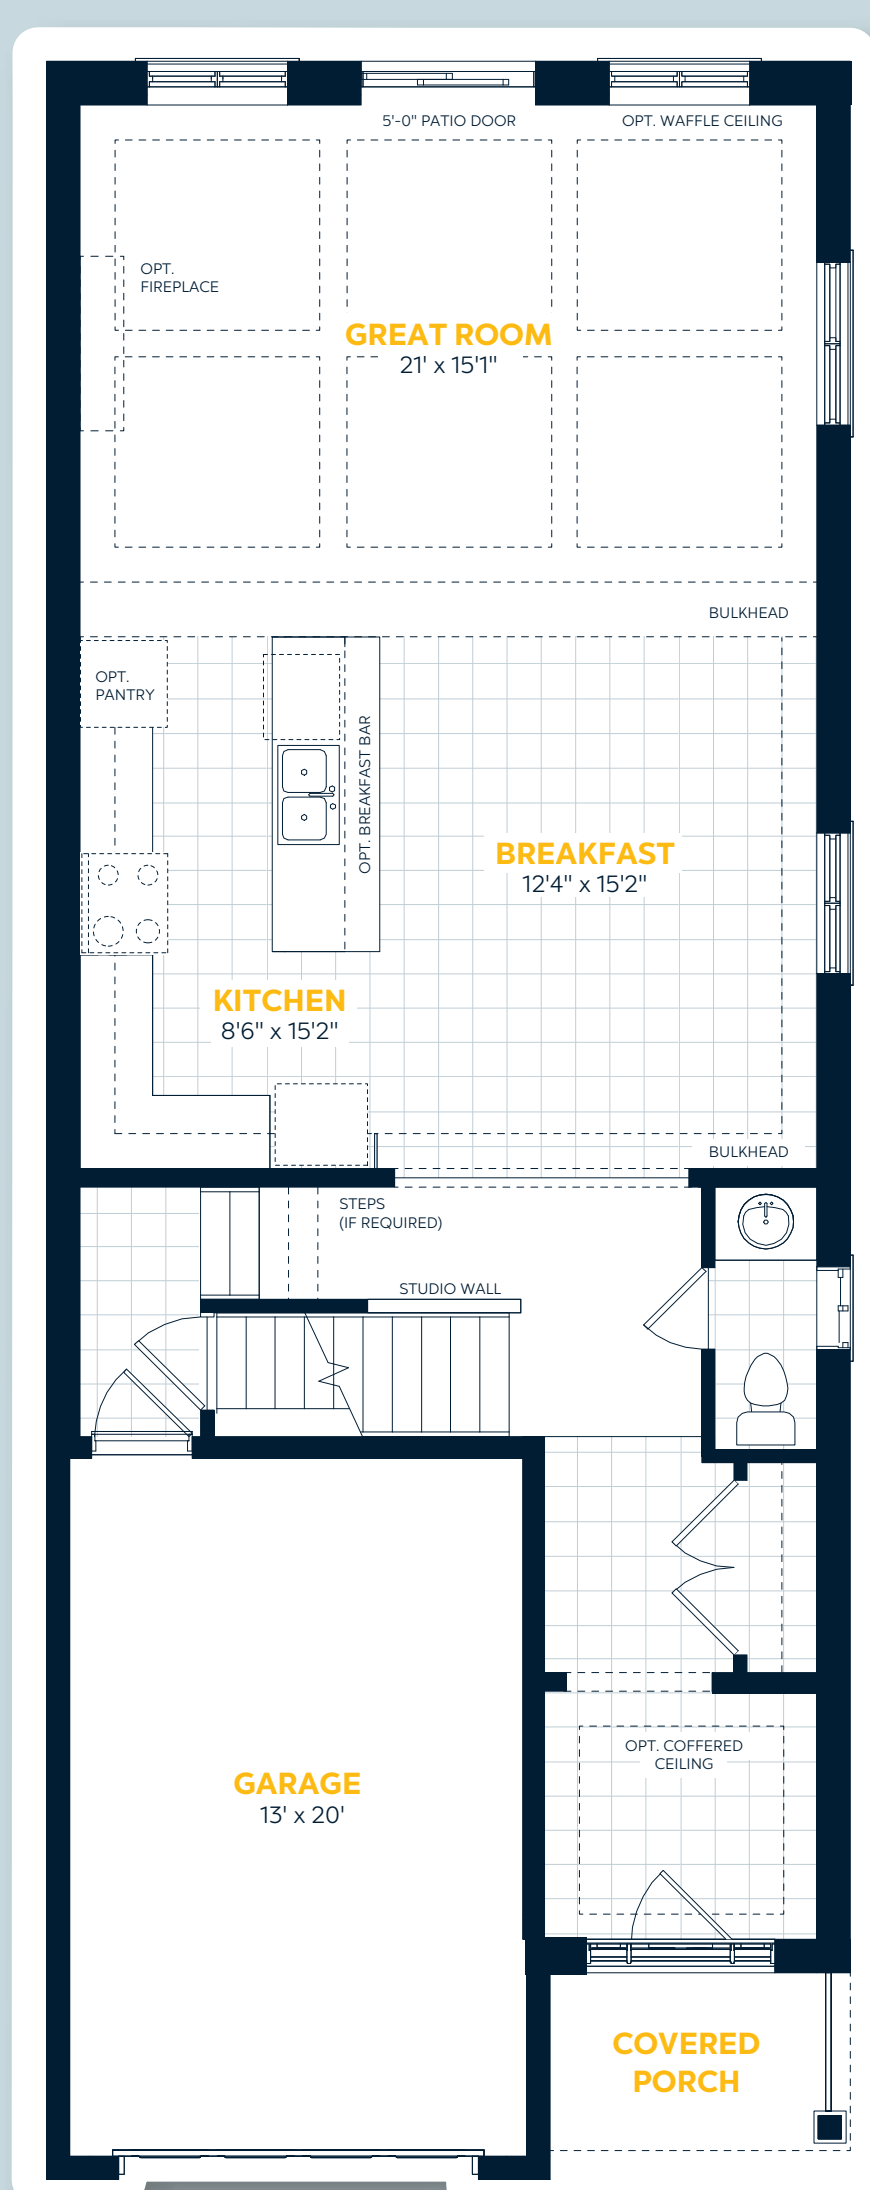 5'-0" PATIO DOOR
OPT. WAFFLE CEILING
OPT.
FIREPLACE
GREAT ROOM
21' x 15'1"
BULKHEAD
OPT.
PANTRY
OPT. BREAKFAST BAR
BREAKFAST
12'4" x 15'2"
KITCHEN
8'6" x 15'2"
BULKHEAD
STEPS
(IF REQUIRED)
STUDIO WALL
OPT. COFFERED
CEILING
GARAGE
13' x 20'
COVERED
PORCH